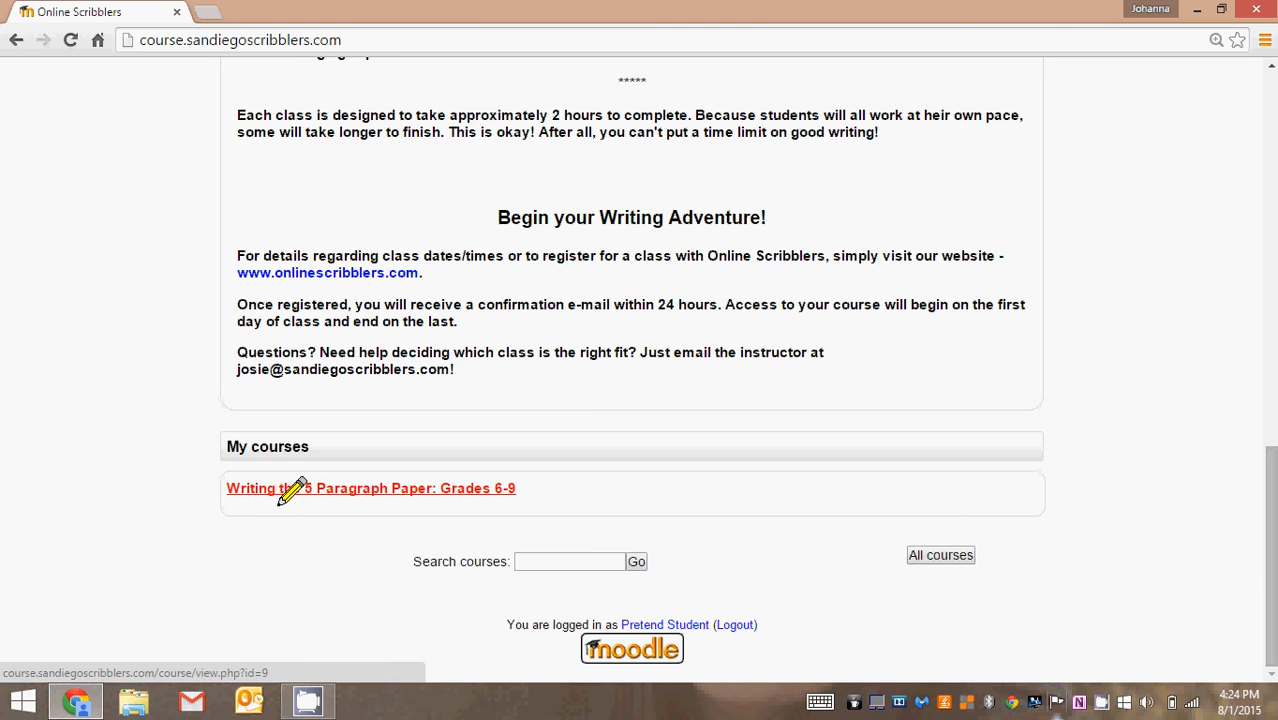 Online Scribblers
Johanna
course.sandiegoscribblers.com
*****
Each class is designed to take approximately 2 hours to complete. Because students will all work at heir own pace,
some will take longer to finish. This is okay! After all, you can't put a time limit on good writing!
Begin your Writing Adventure!
For details regarding class dates/times or to register for a class with Online Scribblers, simply visit our website -
www.onlinescribblers.com.
Once registered, you will receive a confirmation e-mail within 24 hours. Access to your course will begin on the first
day of class and end on the last.
Questions? Need help deciding which class is the right fit? Just email the instructor at
josie@sandiegoscribblers.com!
My courses
Writing the 5 Paragraph Paper: Grades 6-9
Search courses: Go
All courses
You are logged in as Pretend Student (Logout)
moodle
course.sandiegoscribblers.com/course/view.php?id=9
4:24 PM
8/1/2015